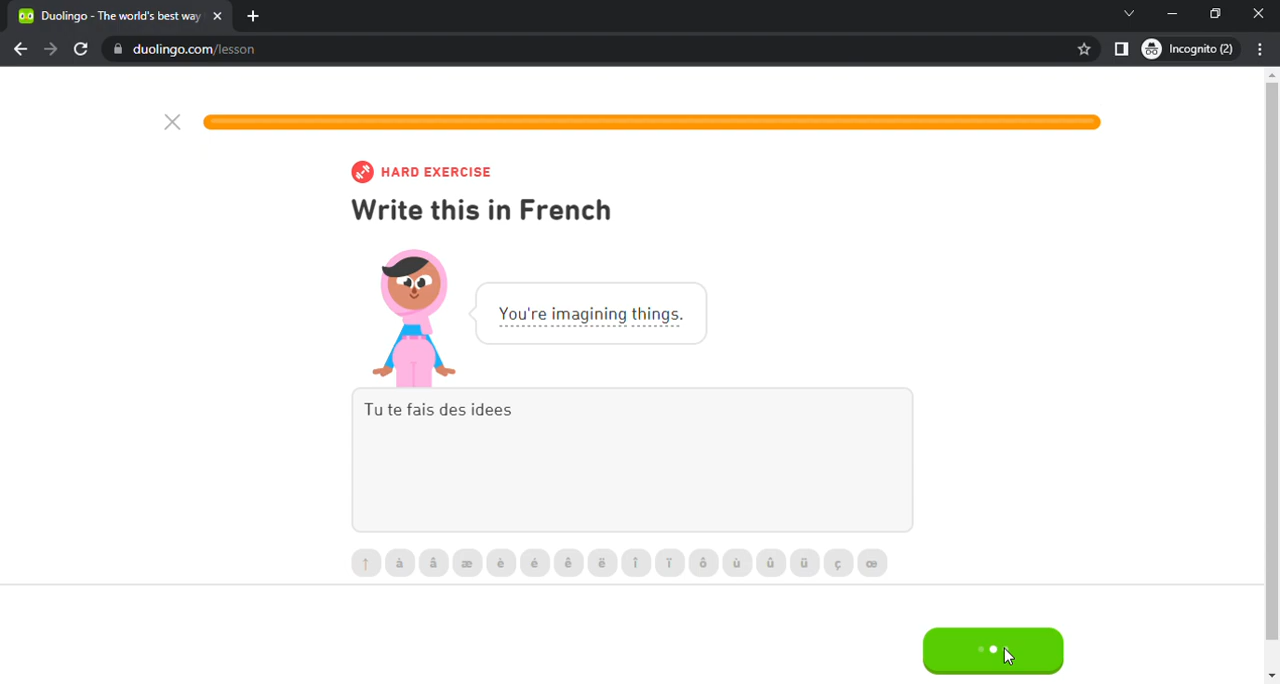 Duolingo - The world's best way
duolingo.com/lesson
Incognito (2)
HARD EXERCISE
Write this in French
You're imagining things.
Tu te fais des idees
↑ à â æ é è ê ë î ï ô ù û ü ç œ